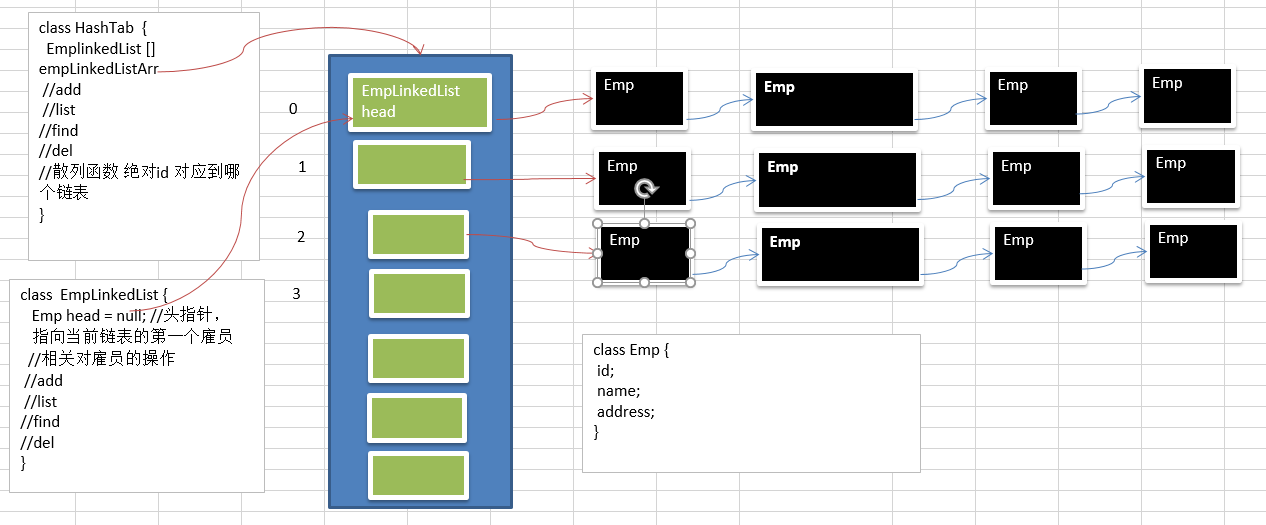 class HashTab  {
EmplinkedList []
empLinkedListArr
//add
//list
//find
//del
//散列函数 绝对id 对应到哪
个链表
}
class  EmpLinkedList {
Emp head = null; //头指针，
指向当前链表的第一个雇员
//相关对雇员的操作
//add
//list
//find
//del
}
0
1
2
3
EmpLinkedList
head
Emp
Emp
Emp
Emp
Emp
Emp
Emp
Emp
Emp
Emp
Emp
Emp
class Emp {
id;
name;
address;
}